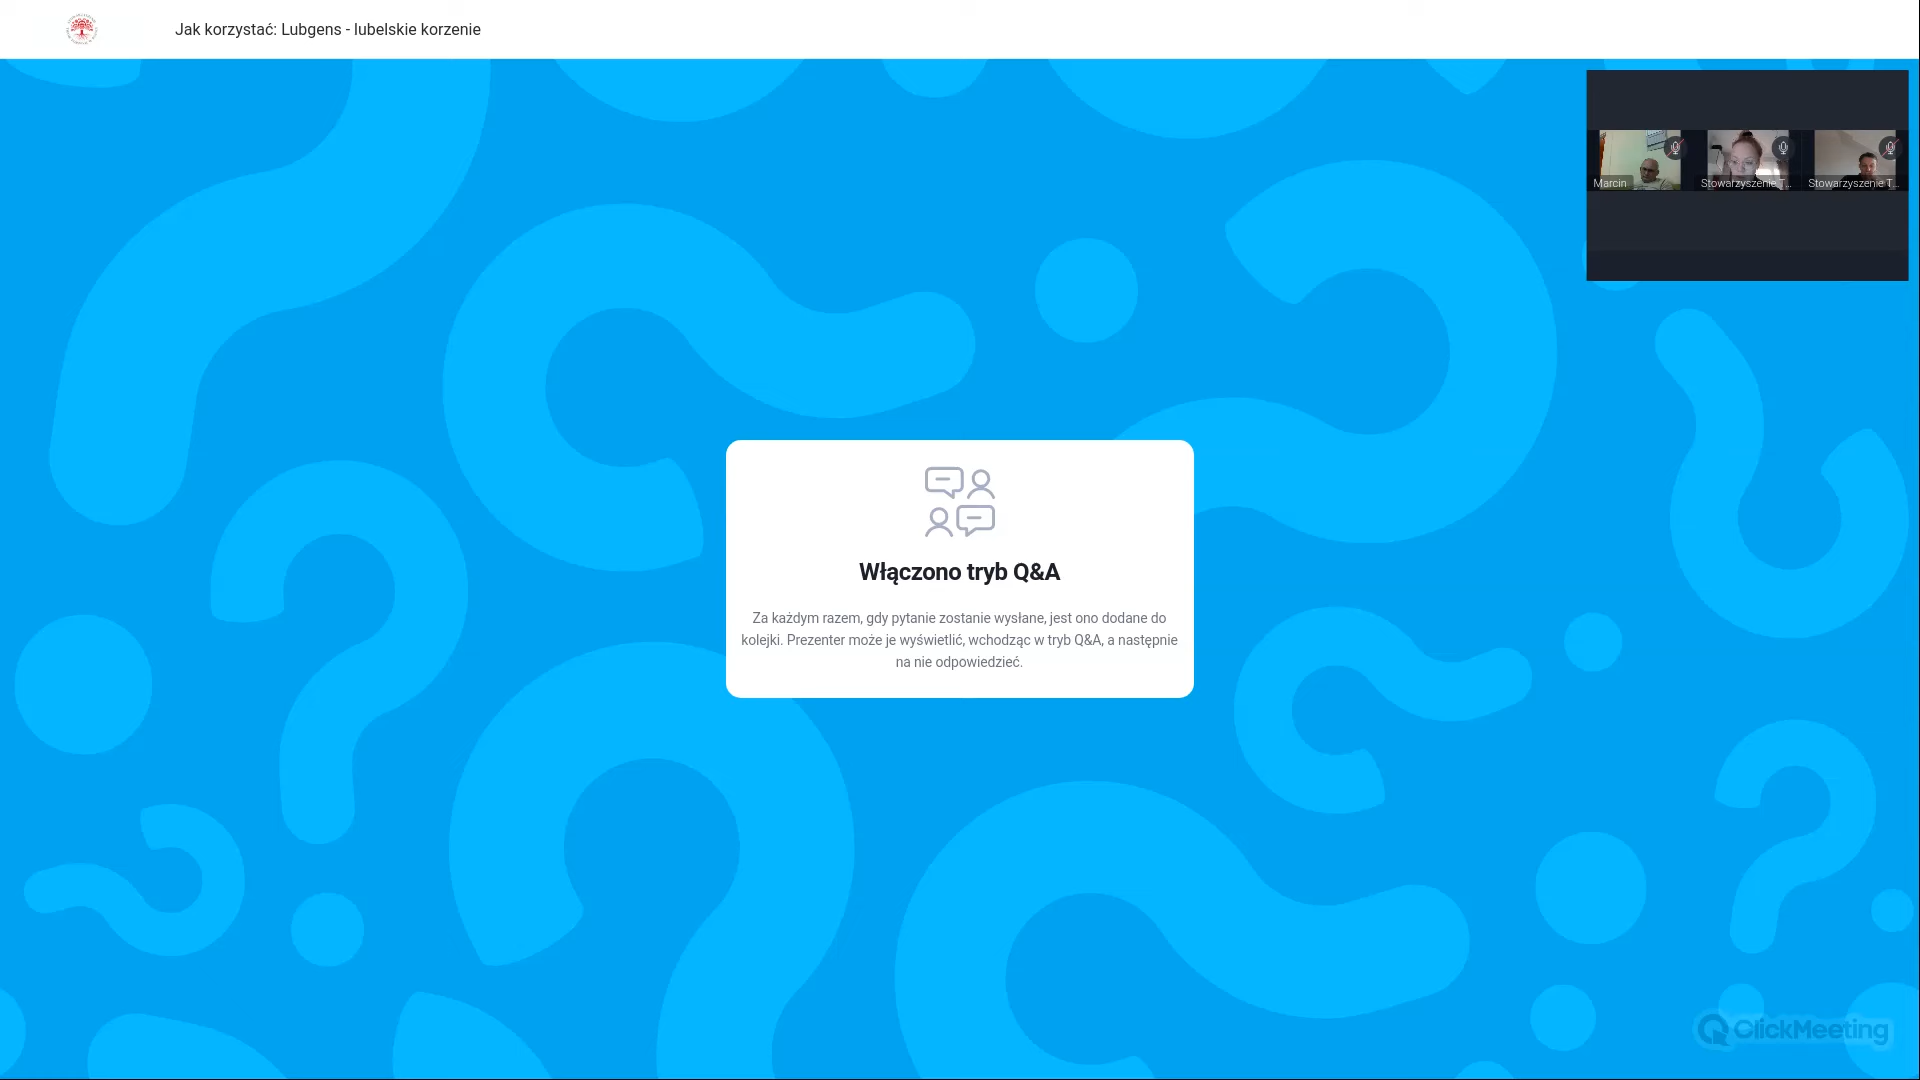 Jak korzystać: Lubgens - lubelskie korzenie
Marcin
Stowarzyszenie T...
Stowarzyszenie T...
Włączono tryb Q&A
Za każdym razem, gdy pytanie zostanie wysłane, jest ono dodane do
kolejki. Prezenter może je wyświetlić, wchodząc w tryb Q&A, a następnie
na nie odpowiedzieć.
ClickMeeting